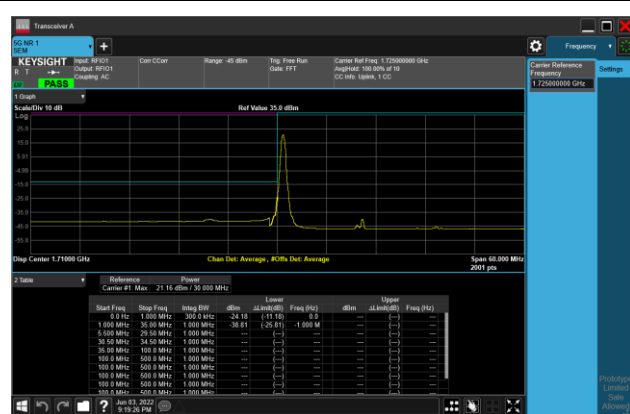 Transceiver A
5G NR 1
SEM
Frequency
KEYSIGHT
R T
PASS
Input: RFIO1
Output: RFIO1
Coupling: AC
Corr CCorr
Range: -45 dBm
Trig: Free Run
Gate: FFT
Carrier Ref Freq: 1.725000000 GHz
Avg|Hold: 100.00% of 10
CC Info: Uplink, 1 CC
Carrier Reference
Frequency
1.725000000 GHz
Settings
1 Graph
Scale/Div 10 dB
Ref Value 35.0 dBm
Log
25.0
15.0
5.01
-4.99
-15.0
-25.0
-35.0
-45.0
-55.0
Disp Center 1.71000 GHz
Chan Det: Average , #Offs Det: Average
Span 60.000 MHz
2001 pts
2 Table
Reference Power
Carrier #1 Max 21.16 dBm / 30.000 MHz
Lower Upper
Start Freq Stop Freq Integ BW dBm ΔLimit(dB) Freq (Hz) dBm ΔLimit(dB) Freq (Hz)
0.0 Hz 1.000 MHz 300.0 kHz -24.18 (-11.18) 0.0 --- (---) ---
1.000 MHz 35.00 MHz 1.000 MHz -38.81 (-25.81) -1.000 M --- (---) ---
5.500 MHz 29.50 MHz 1.000 MHz --- (---) --- --- (---) ---
30.50 MHz 34.50 MHz 1.000 MHz --- (---) --- --- (---) ---
35.00 MHz 100.0 MHz 1.000 MHz --- (---) --- --- (---) ---
100.0 MHz 500.0 MHz 1.000 MHz --- (---) --- --- (---) ---
100.0 MHz 500.0 MHz 1.000 MHz --- (---) --- --- (---) ---
100.0 MHz 500.0 MHz 1.000 MHz --- (---) --- --- (---) ---
100.0 MHz 500.0 MHz 1.000 MHz --- (---) --- --- (---) ---
100.0 MHz 500.0 MHz 1.000 MHz --- (---) --- --- (---) ---
Prototype
Limited
Sale
Allowed
?
Jun 03, 2022
9:19:26 PM